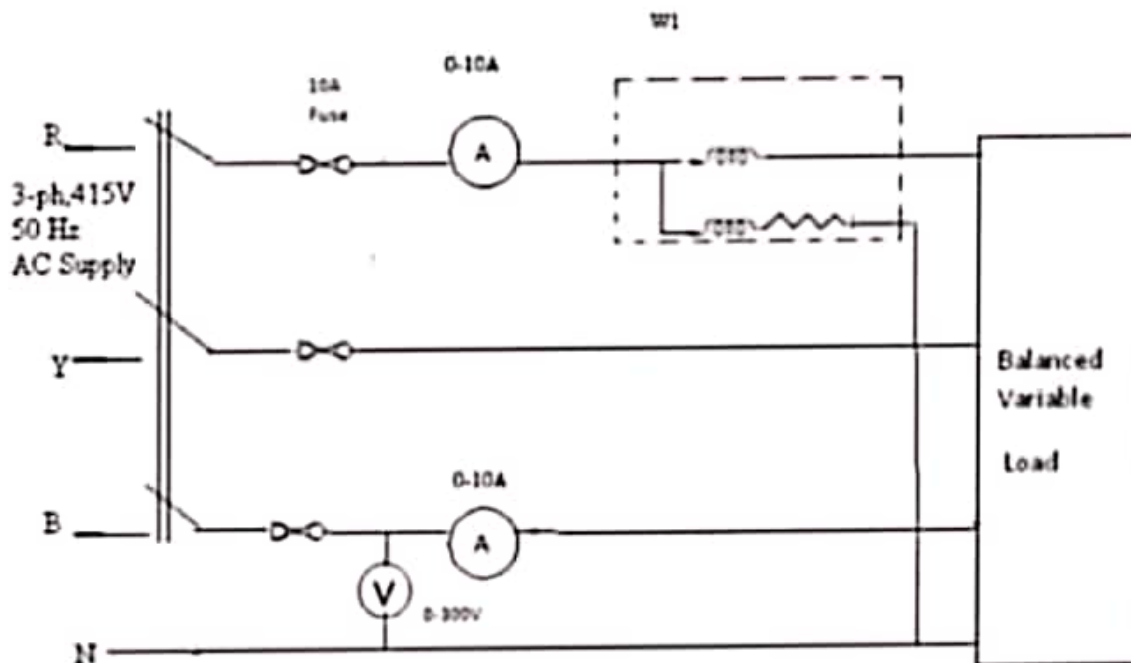 W1
0-10A
10A
Fuse
A
R
3-ph,415V
50 Hz
AC Supply
Y
Balanced
Variable
Load
0-10A
B
A
V
0-300V
N